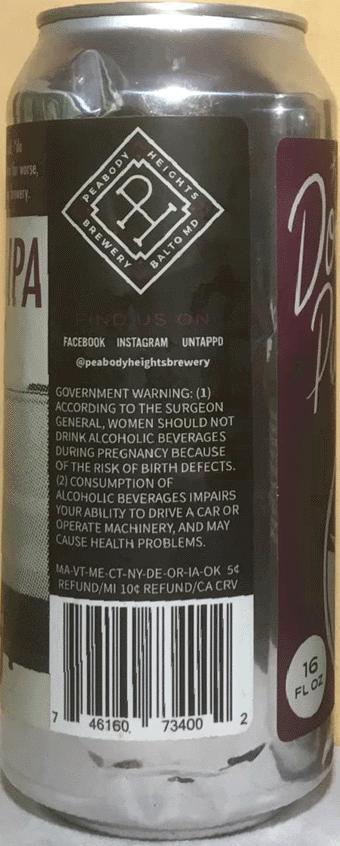 for worse,
IPA
PEABODY HEIGHTS
BREWERY BALTO MD
PH
FIND US ON
FACEBOOK INSTAGRAM UNTAPPD
@peabodyheightsbrewery
GOVERNMENT WARNING: (1)
ACCORDING TO THE SURGEON
GENERAL, WOMEN SHOULD NOT
DRINK ALCOHOLIC BEVERAGES
DURING PREGNANCY BECAUSE
OF THE RISK OF BIRTH DEFECTS.
(2) CONSUMPTION OF
ALCOHOLIC BEVERAGES IMPAIRS
YOUR ABILITY TO DRIVE A CAR OR
OPERATE MACHINERY, AND MAY
CAUSE HEALTH PROBLEMS.
MA-VT-ME-CT-NY-DE-OR-IA-OK 5¢
REFUND/MI 10¢ REFUND/CA CRV
7 46160 73400 2
Do
16
FL OZ